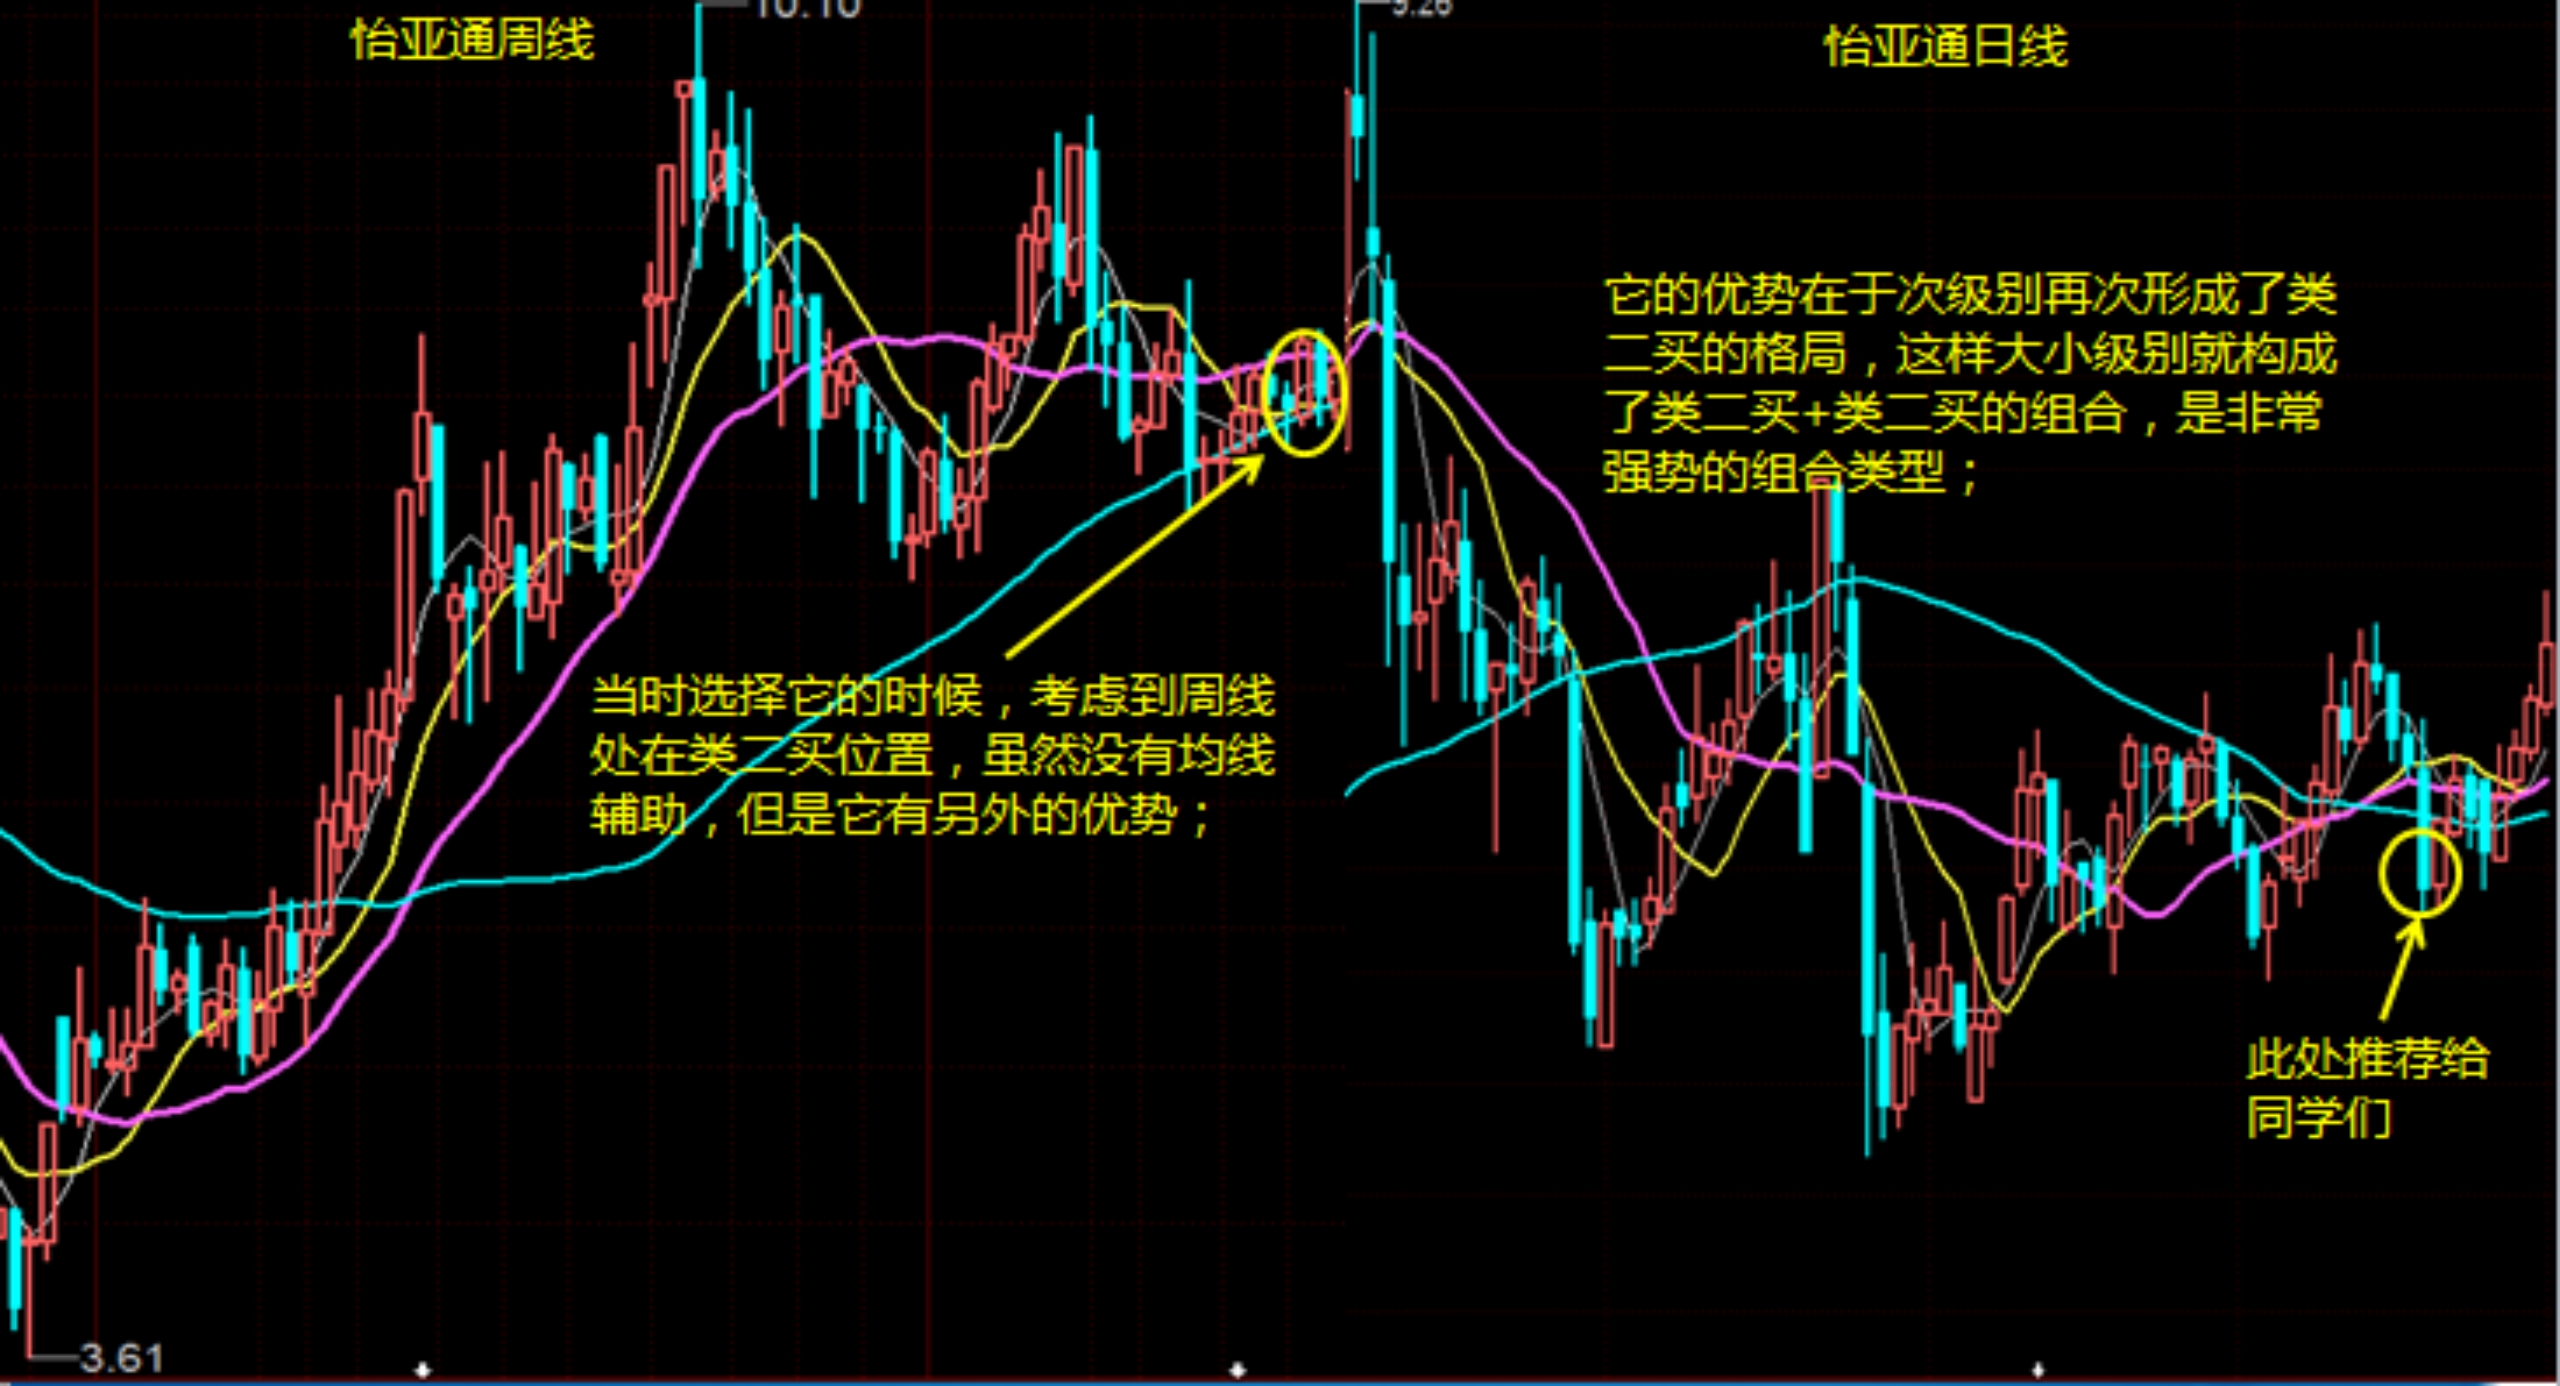 10.10
怡亚通周线
当时选择它的时候，考虑到周线
处在类二买位置，虽然没有均线
辅助，但是它有另外的优势；
3.61
9.26
怡亚通日线
它的优势在于次级别再次形成了类
二买的格局，这样大小级别就构成
了类二买+类二买的组合，是非常
强势的组合类型；
此处推荐给
同学们